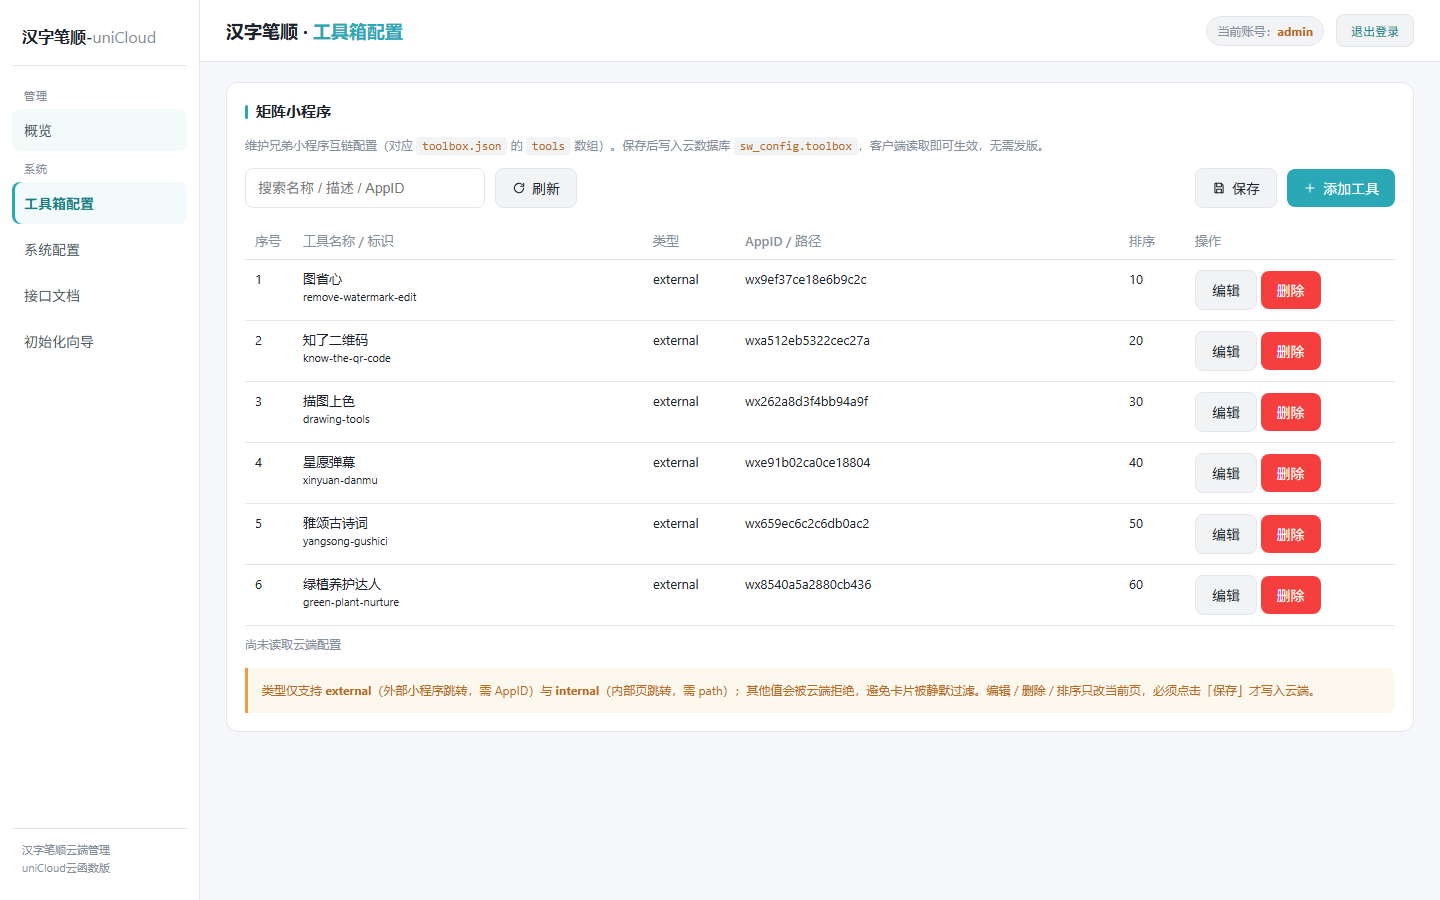 汉字笔顺-uniCloud
管理
概览
系统
工具箱配置
系统配置
接口文档
初始化向导
汉字笔顺云端管理
uniCloud云函数版
汉字笔顺 · 工具箱配置
当前账号：admin
退出登录
矩阵小程序
维护兄弟小程序互链配置（对应 toolbox.json 的 tools 数组）。保存后写入云数据库 sw_config.toolbox，客户端读取即可生效，无需发版。
搜索名称 / 描述 / AppID
刷新
保存
+ 添加工具
序号 工具名称 / 标识 类型 AppID / 路径 排序 操作
1 图省心 external wx9ef37ce18e6b9c2c 10 编辑 删除
remove-watermark-edit
2 知了二维码 external wxa512eb5322cec27a 20 编辑 删除
know-the-qr-code
3 描图上色 external wx262a8d3f4bb94a9f 30 编辑 删除
drawing-tools
4 星愿弹幕 external wxe91b02ca0ce18804 40 编辑 删除
xinyuan-danmu
5 雅颂古诗词 external wx659ec6c2c6db0ac2 50 编辑 删除
yangsong-gushici
6 绿植养护达人 external wx8540a5a2880cb436 60 编辑 删除
green-plant-nurture
尚未读取云端配置
类型仅支持 external（外部小程序跳转，需 AppID）与 internal（内部页跳转，需 path）；其他值会被云端拒绝，避免卡片被静默过滤。编辑 / 删除 / 排序只改当前页，必须点击「保存」才写入云端。